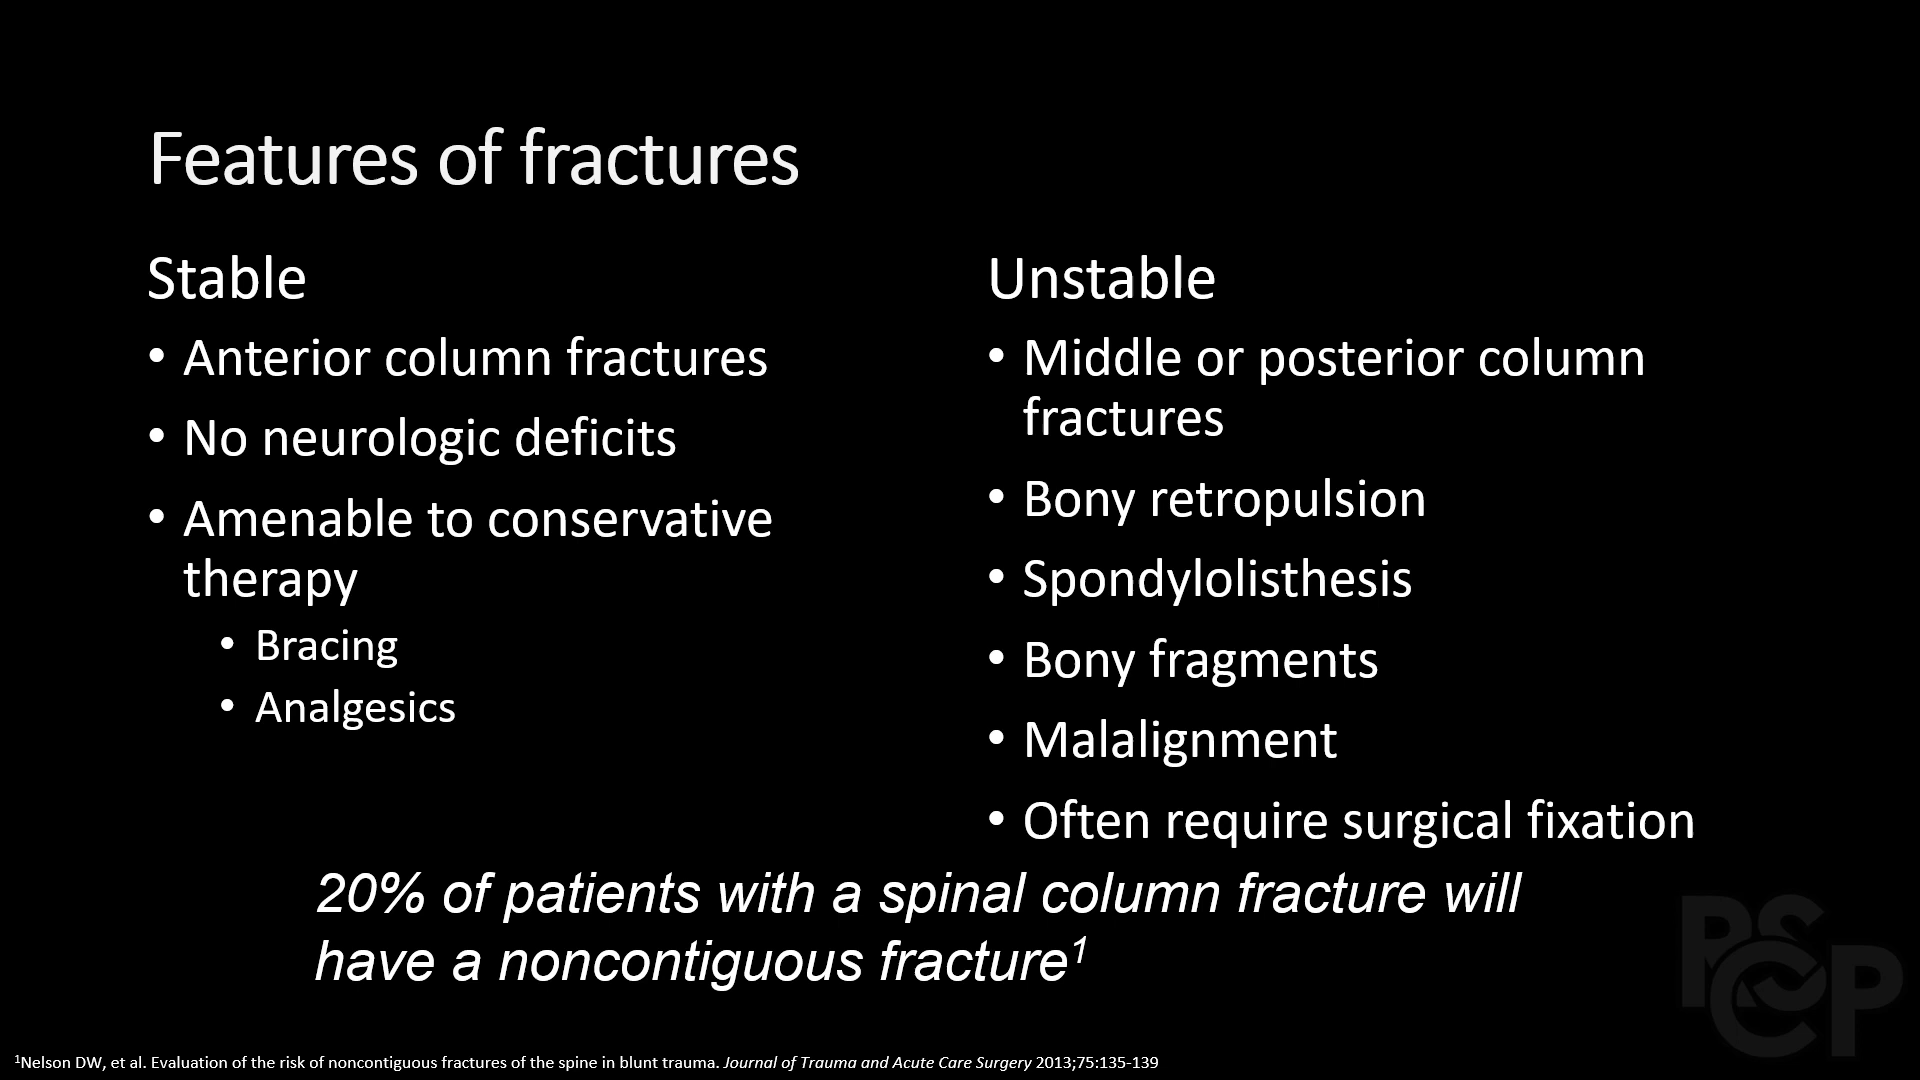 Features of fractures
Stable
• Anterior column fractures
• No neurologic deficits
• Amenable to conservative
therapy
• Bracing
• Analgesics
Unstable
• Middle or posterior column
fractures
• Bony retropulsion
• Spondylolisthesis
• Bony fragments
• Malalignment
• Often require surgical fixation
20% of patients with a spinal column fracture will
have a noncontiguous fracture¹
¹Nelson DW, et al. Evaluation of the risk of noncontiguous fractures of the spine in blunt trauma. Journal of Trauma and Acute Care Surgery 2013;75:135-139
PSCP